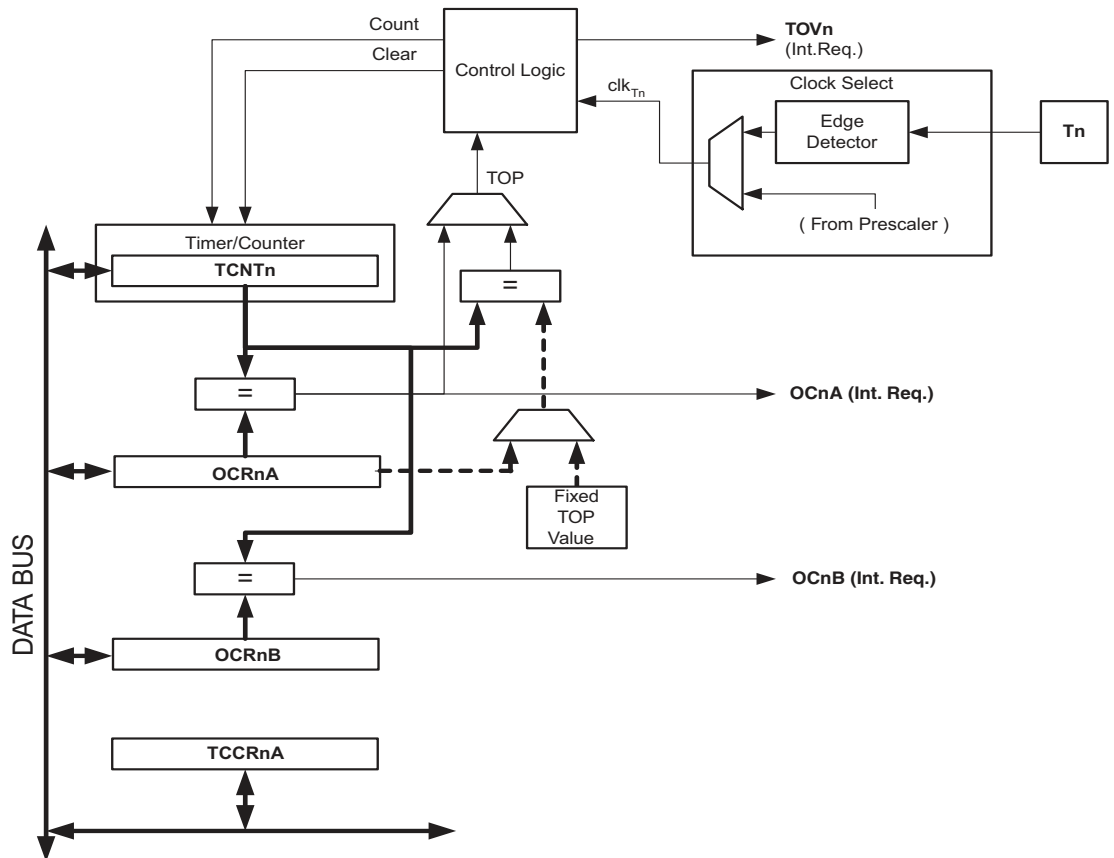 Count
Clear
Control Logic
TOVn
(Int.Req.)
clkTn
Clock Select
Edge
Detector
Tn
( From Prescaler )
TOP
Timer/Counter
TCNTn
=
=
OCnA (Int. Req.)
OCRnA
Fixed
TOP
Value
=
OCnB (Int. Req.)
OCRnB
TCCRnA
DATA BUS